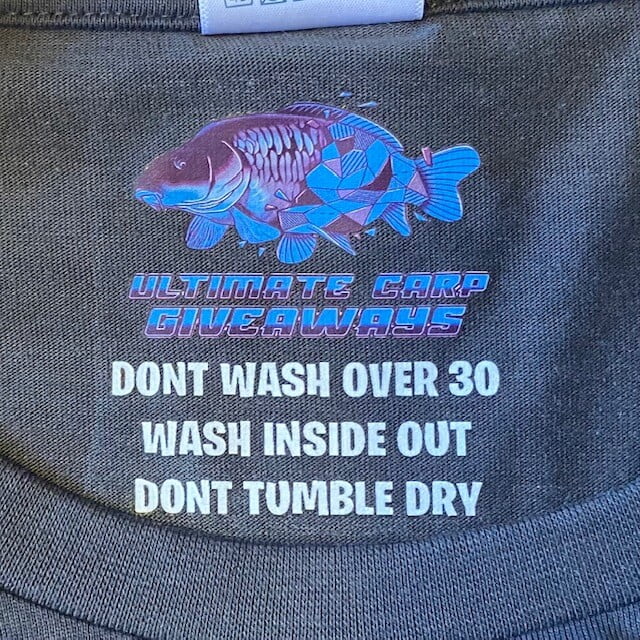 ULTIMATE CARP
GIVEAWAYS
DONT WASH OVER 30
WASH INSIDE OUT
DONT TUMBLE DRY